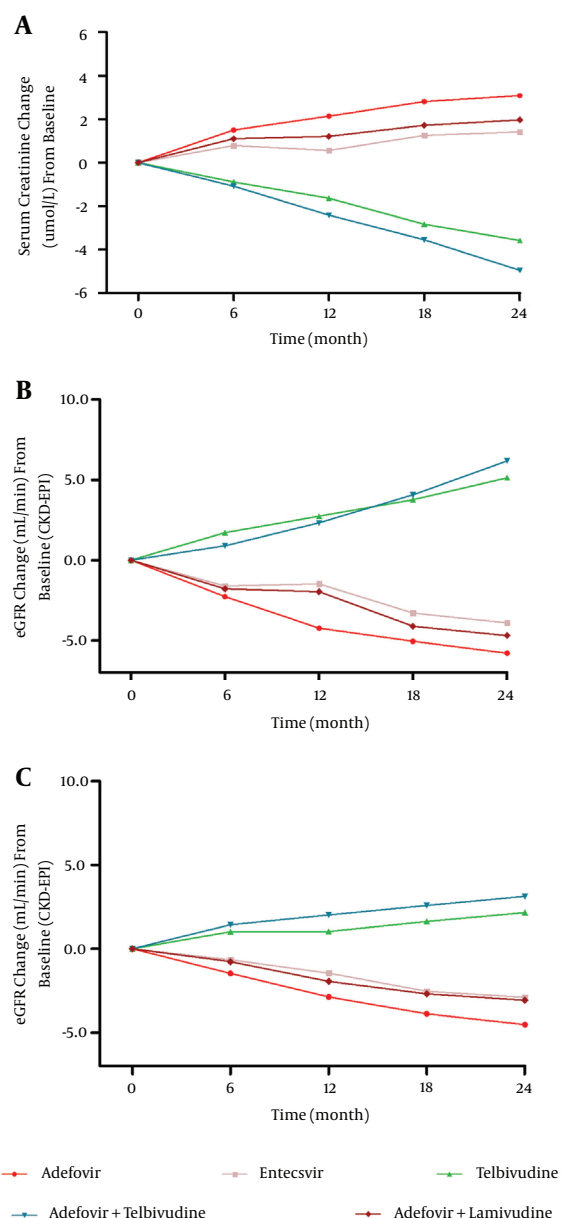 A
6
4
2
0
-2
-4
-6
Serum Creatinine Change
(umol/L) From Baseline
0 6 12 18 24
Time (month)
B
10.0
5.0
0.0
-5.0
eGFR Change (mL/min) From
Baseline (CKD-EPI)
0 6 12 18 24
Time (month)
C
10.0
5.0
0.0
-5.0
eGFR Change (mL/min) From
Baseline (CKD-EPI)
0 6 12 18 24
Time (month)
Adefovir Entecsvir Telbivudine
Adefovir + Telbivudine Adefovir + Lamivudine